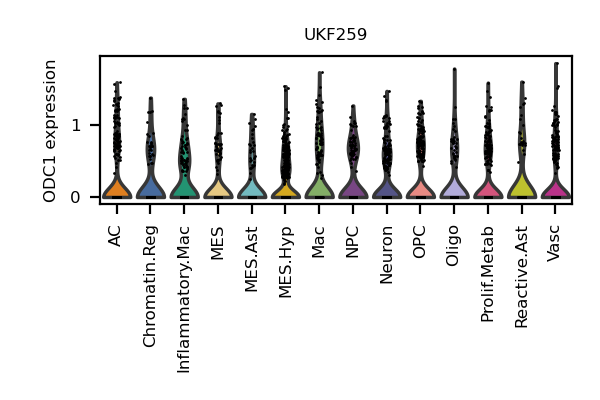 UKF259
ODC1 expression
1
0
AC
Chromatin.Reg
Inflammatory.Mac
MES
MES.Ast
MES.Hyp
Mac
NPC
Neuron
OPC
Oligo
Prolif.Metab
Reactive.Ast
Vasc